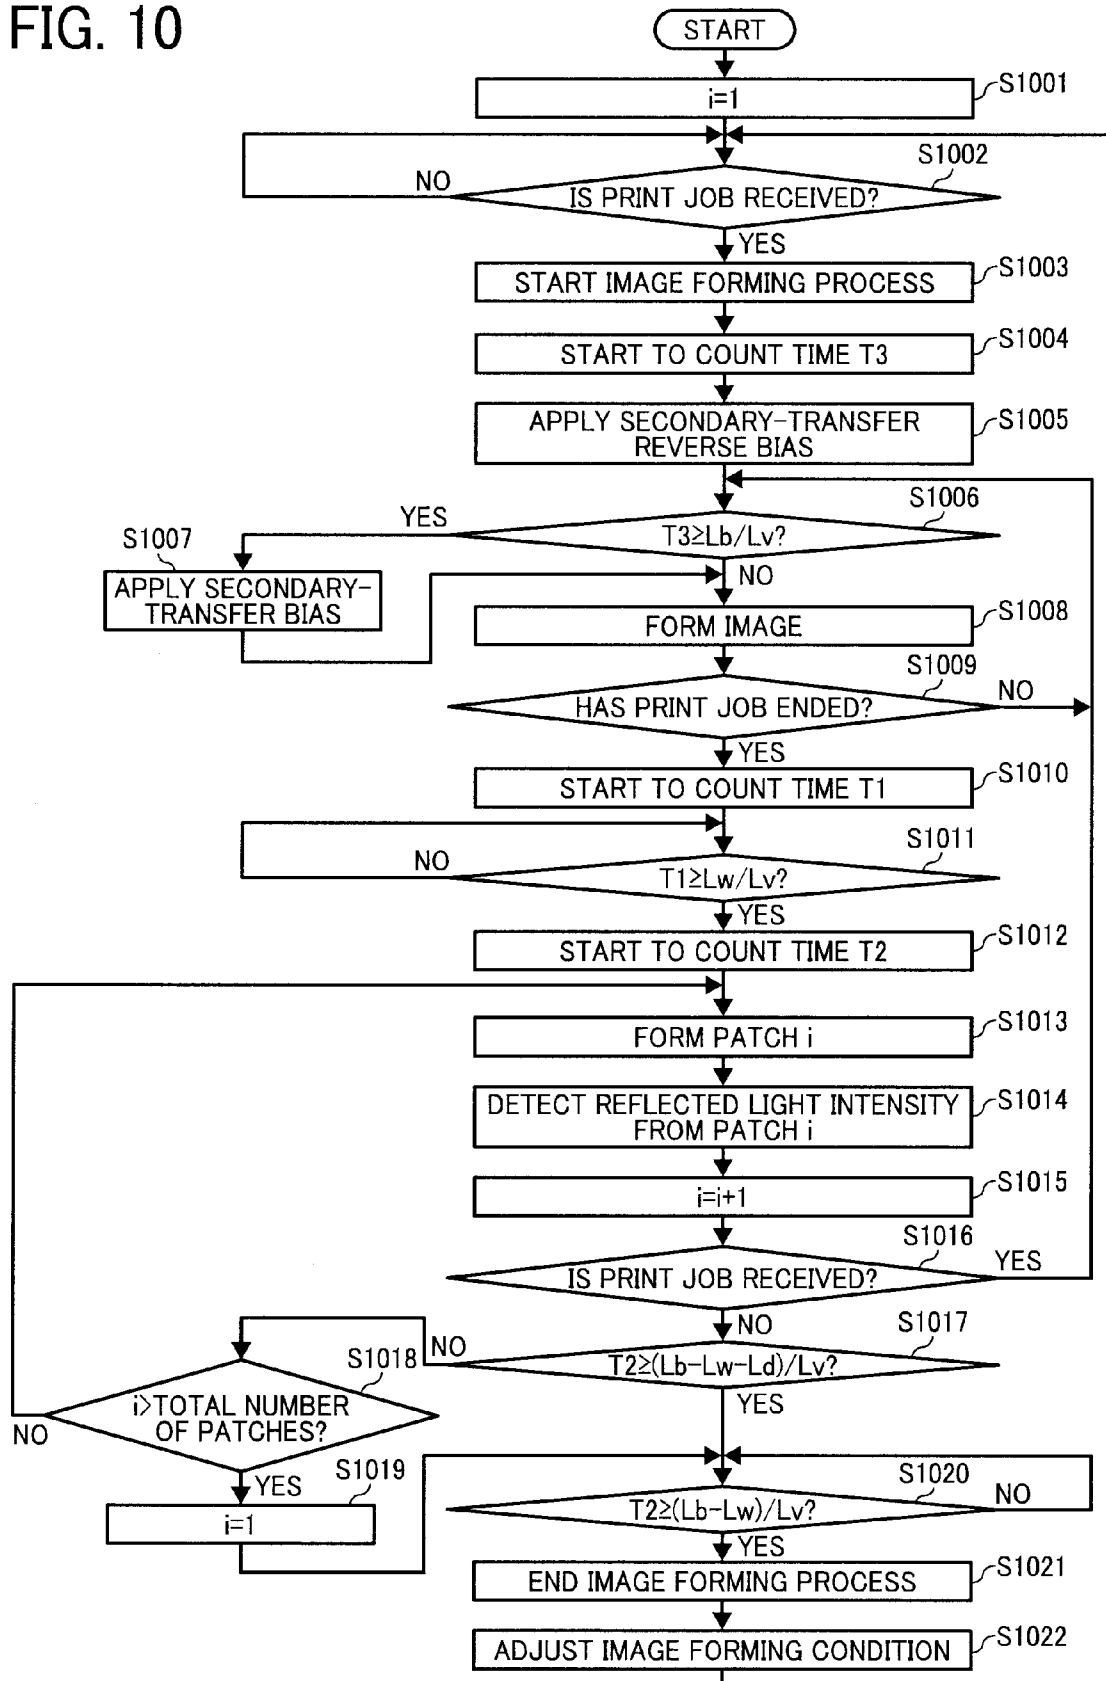 FIG. 10
START
i=1
S1001
S1002
NO
IS PRINT JOB RECEIVED?
YES
START IMAGE FORMING PROCESS
S1003
START TO COUNT TIME T3
S1004
APPLY SECONDARY-TRANSFER
REVERSE BIAS
S1005
S1006
YES
T3≥Lb/Lv?
S1007
NO
APPLY SECONDARY-
TRANSFER BIAS
FORM IMAGE
S1008
S1009
HAS PRINT JOB ENDED?
NO
YES
START TO COUNT TIME T1
S1010
S1011
NO
T1≥Lw/Lv?
YES
START TO COUNT TIME T2
S1012
FORM PATCH i
S1013
DETECT REFLECTED LIGHT INTENSITY
FROM PATCH i
S1014
i=i+1
S1015
S1016
IS PRINT JOB RECEIVED?
YES
NO
S1017
NO
T2≥(Lb-Lw-Ld)/Lv?
YES
S1018
i>TOTAL NUMBER
OF PATCHES?
NO
YES
S1019
i=1
S1020
T2≥(Lb-Lw)/Lv?
NO
YES
END IMAGE FORMING PROCESS
S1021
ADJUST IMAGE FORMING CONDITION
S1022